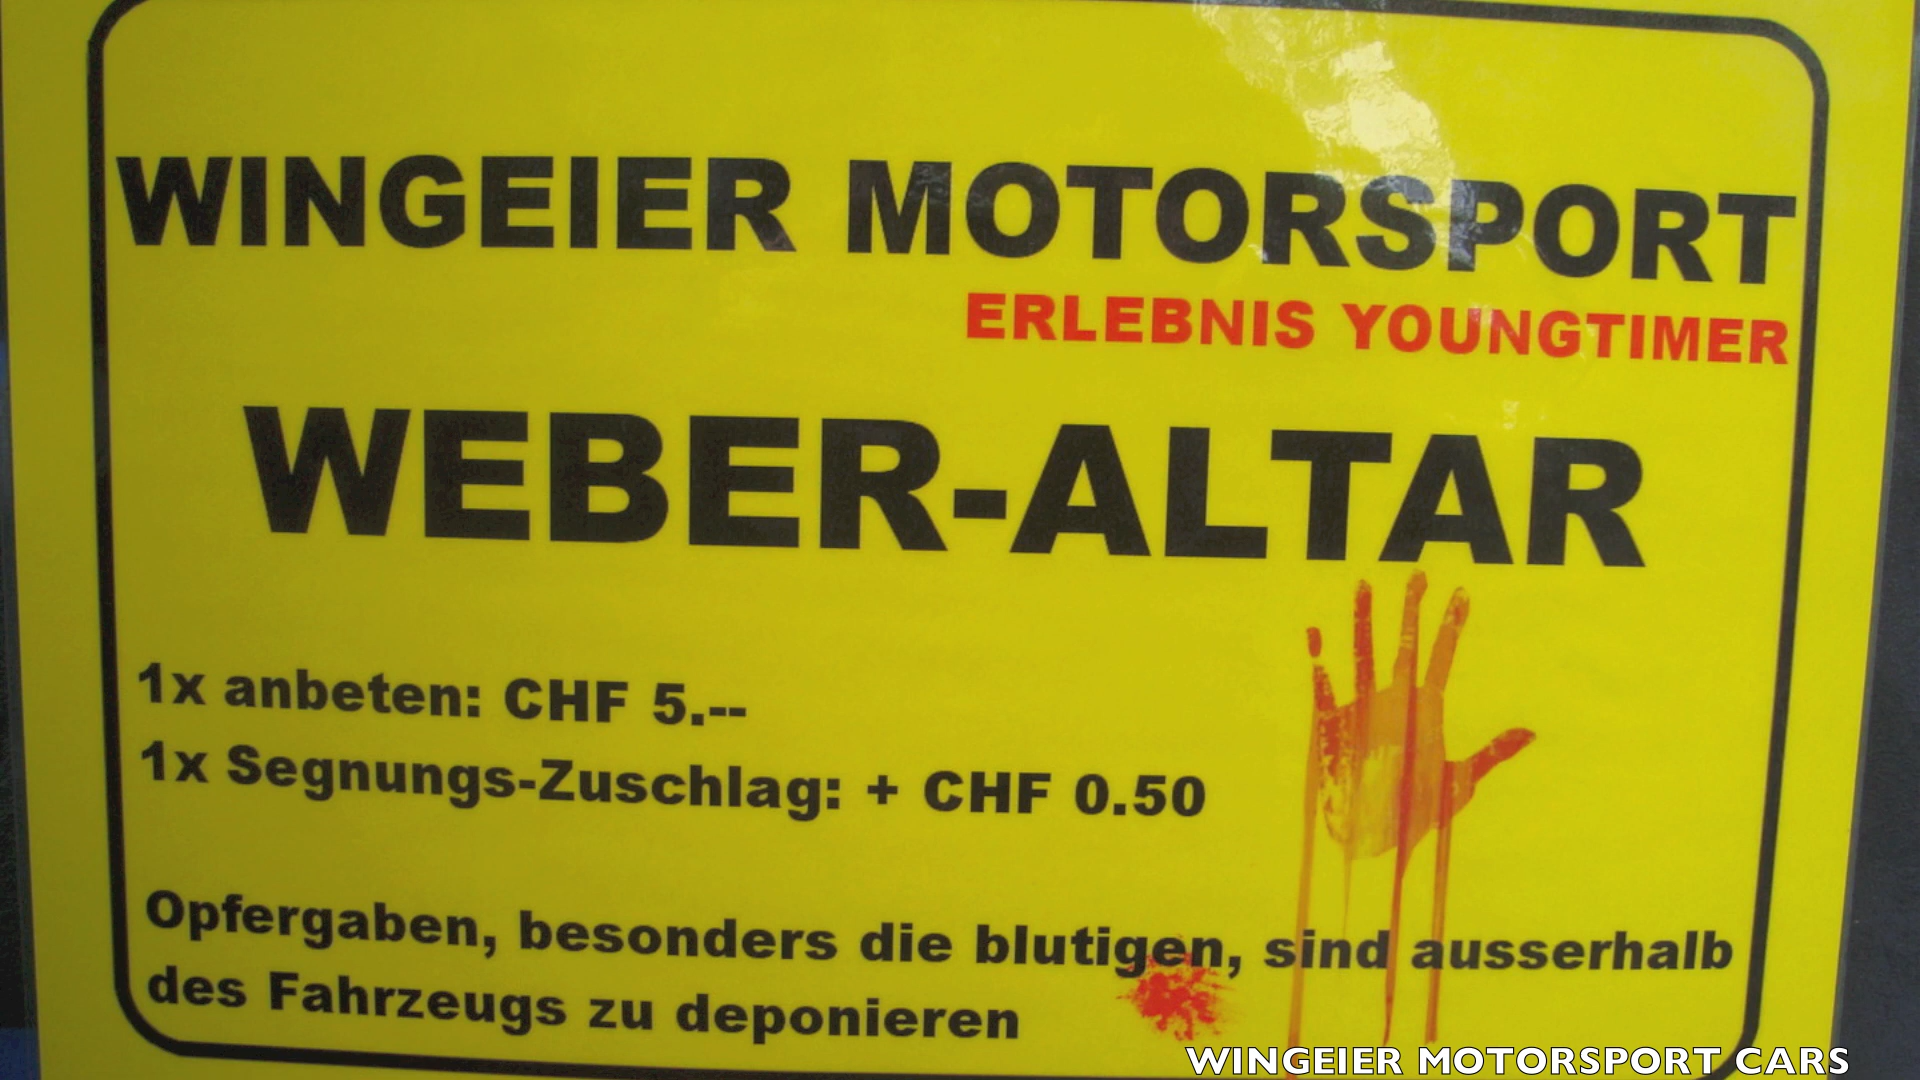 WINGEIER MOTORSPORT
ERLEBNIS YOUNGTIMER
WEBER-ALTAR
1x anbeten: CHF 5.--
1x Segnungs-Zuschlag: + CHF 0.50
Opfergaben, besonders die blutigen, sind ausserhalb
des Fahrzeugs zu deponieren
WINGEIER MOTORSPORT CARS